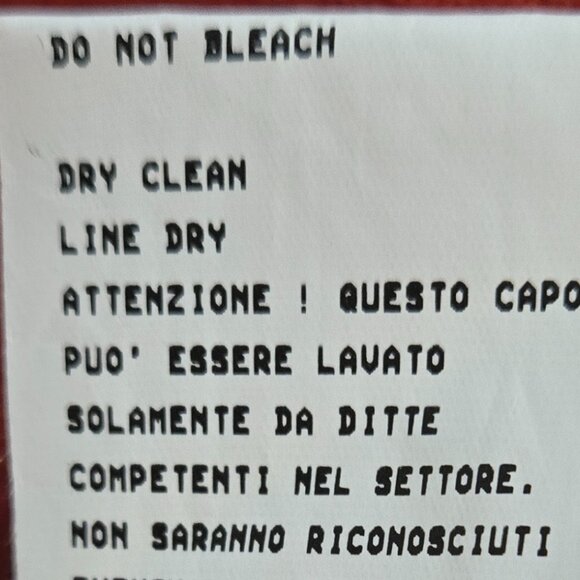 DO NOT BLEACH
DRY CLEAN
LINE DRY
ATTENZIONE ! QUESTO CAPO
PUO' ESSERE LAVATO
SOLAMENTE DA DITTE
COMPETENTI NEL SETTORE.
NON SARANNO RICONOSCIUTI